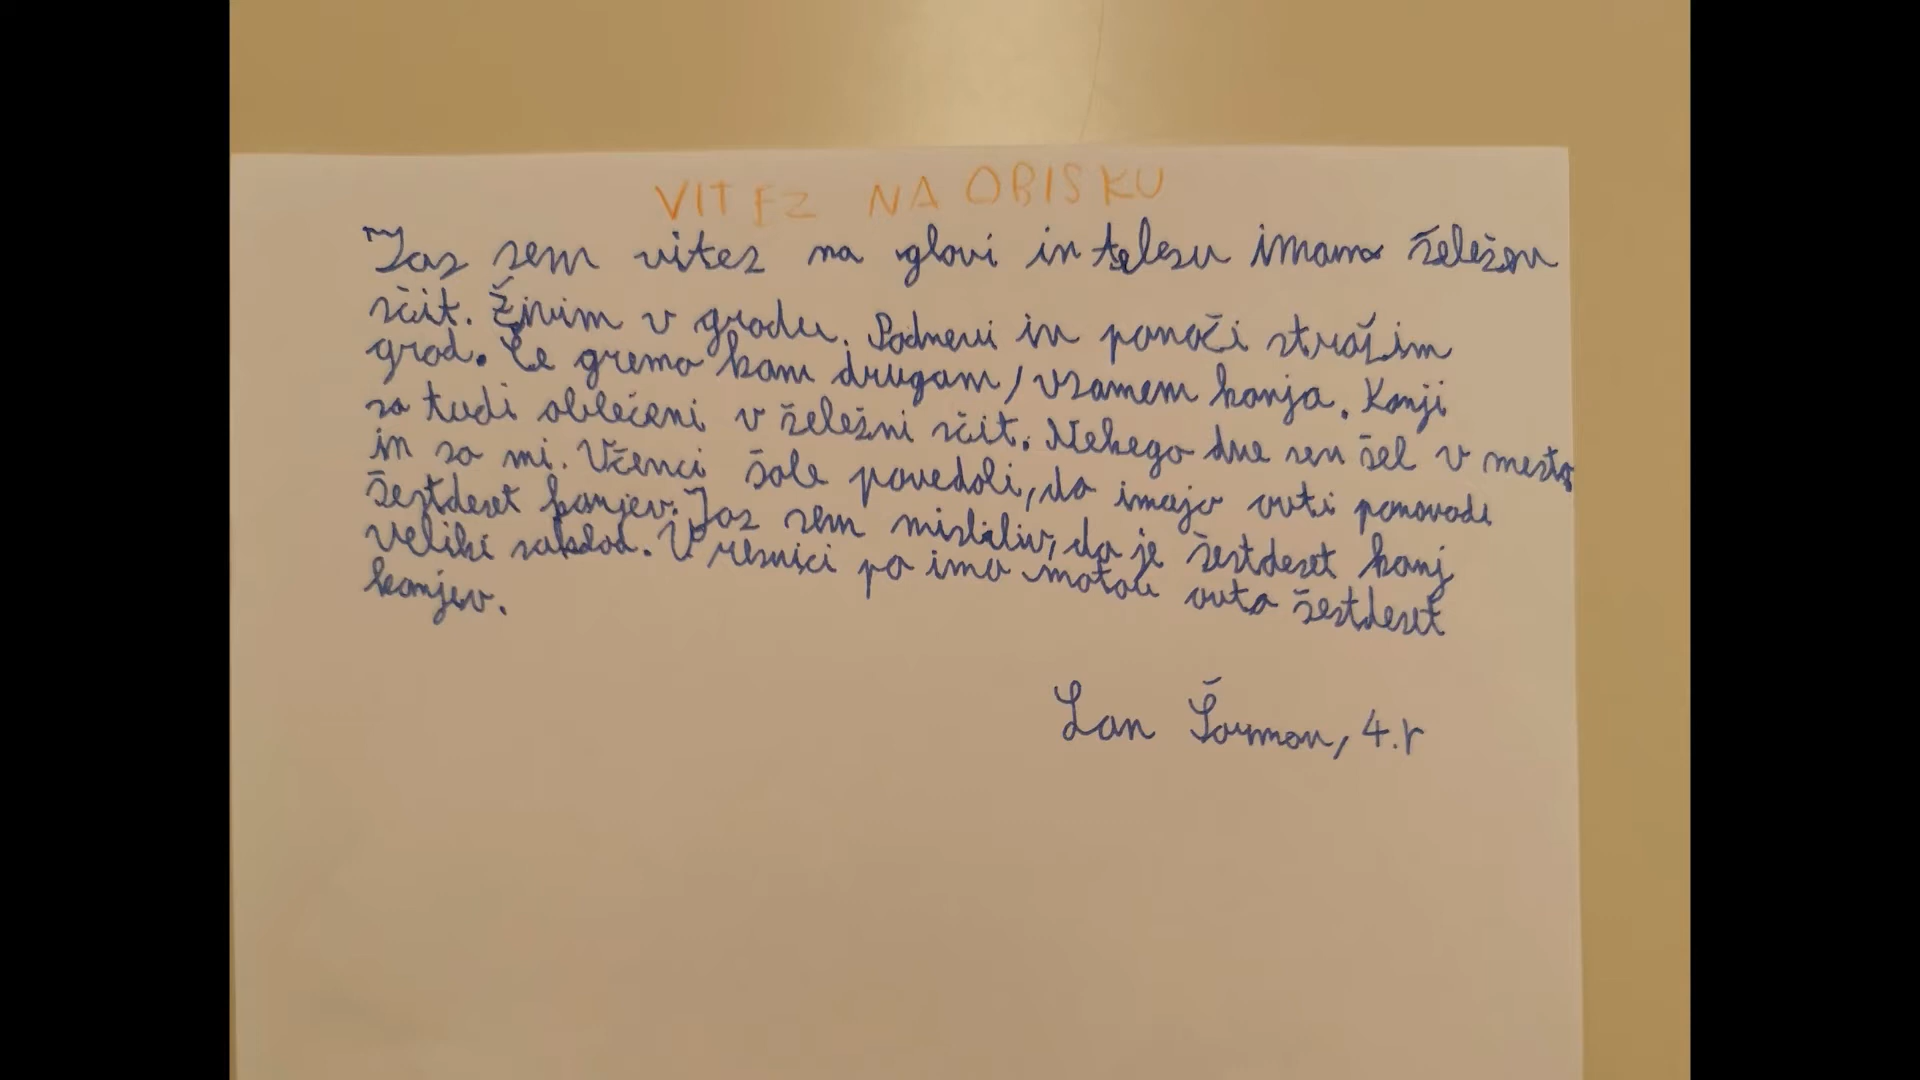 VITEZ NA OBISKU
Jaz sem vitez na glavi in telesu imam železen
ščit. Živim v gradu. Podnevi in ponoči stražim
grad. Če gremo kam drugam, vzamem konja. Konji
so tudi oblečeni v železni ščit. Nekega dne sem šel v mesto
in so mi. Učenci šole povedali, da imajo avti ponavadi
šestdeset konjev. Jaz sem mislil, da je šestdeset konj
veliki zaklad. V resnici pa ima motor avta šestdeset
konjev.
Lan Šarman, 4.r